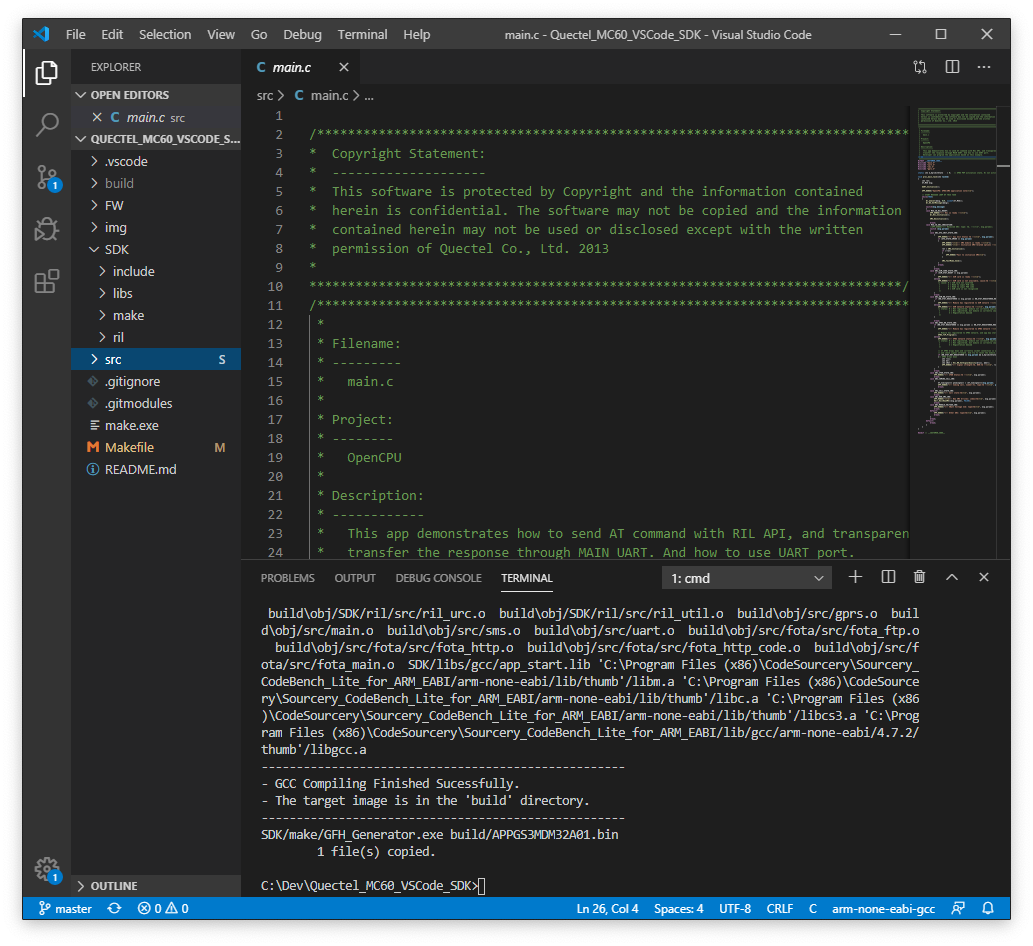 File Edit Selection View Go Debug Terminal Help main.c - Quectel_MC60_VSCode_SDK - Visual Studio Code
EXPLORER
OPEN EDITORS
main.c src
QUECTEL_MC60_VSCODE_S...
.vscode
build
FW
img
SDK
include
libs
make
ril
src S
.gitignore
.gitmodules
make.exe
Makefile M
README.md
OUTLINE
1
1
C main.c
src > C main.c > ...
1
2 /*****************************************************************************
3 * Copyright Statement:
4 * --------------------
5 * This software is protected by Copyright and the information contained
6 * herein is confidential. The software may not be copied and the information
7 * contained herein may not be used or disclosed except with the written
8 * permission of Quectel Co., Ltd. 2013
9 *
10 *****************************************************************************/
11 /*****************************************************************************
12 *
13 * Filename:
14 * ---------
15 * main.c
16 *
17 * Project:
18 * --------
19 * OpenCPU
20 *
21 * Description:
22 * ------------
23 * This app demonstrates how to send AT command with RIL API, and transparen
24 * transfer the response through MAIN UART. And how to use UART port.
PROBLEMS OUTPUT DEBUG CONSOLE TERMINAL 1: cmd
build\obj/SDK/ril/src/ril_urc.o build\obj/SDK/ril/src/ril_util.o build\obj/src/gprs.o buil
d\obj/src/main.o build\obj/src/sms.o build\obj/src/uart.o build\obj/src/fota/src/fota_ftp.o
build\obj/src/fota/src/fota_http.o build\obj/src/fota/src/fota_http_code.o build\obj/src/f
ota/src/fota_main.o SDK/libs/gcc/app_start.lib 'C:\Program Files (x86)\CodeSourcery\Sourcery_
CodeBench_Lite_for_ARM_EABI/arm-none-eabi/lib/thumb'/libm.a 'C:\Program Files (x86)\CodeSource
ry\Sourcery_CodeBench_Lite_for_ARM_EABI/arm-none-eabi/lib/thumb'/libc.a 'C:\Program Files (x86
)\CodeSourcery\Sourcery_CodeBench_Lite_for_ARM_EABI/arm-none-eabi/lib/thumb'/libcs3.a 'C:\Prog
ram Files (x86)\CodeSourcery\Sourcery_CodeBench_Lite_for_ARM_EABI/lib/gcc/arm-none-eabi/4.7.2/
thumb'/libgcc.a
----------------------------------------------------
- GCC Compiling Finished Sucessfully.
- The target image is in the 'build' directory.
----------------------------------------------------
SDK/make/GFH_Generator.exe build/APPGS3MDM32A01.bin
1 file(s) copied.
C:\Dev\Quectel_MC60_VSCode_SDK>
master 0 0 Ln 26, Col 4 Spaces: 4 UTF-8 CRLF C arm-none-eabi-gcc